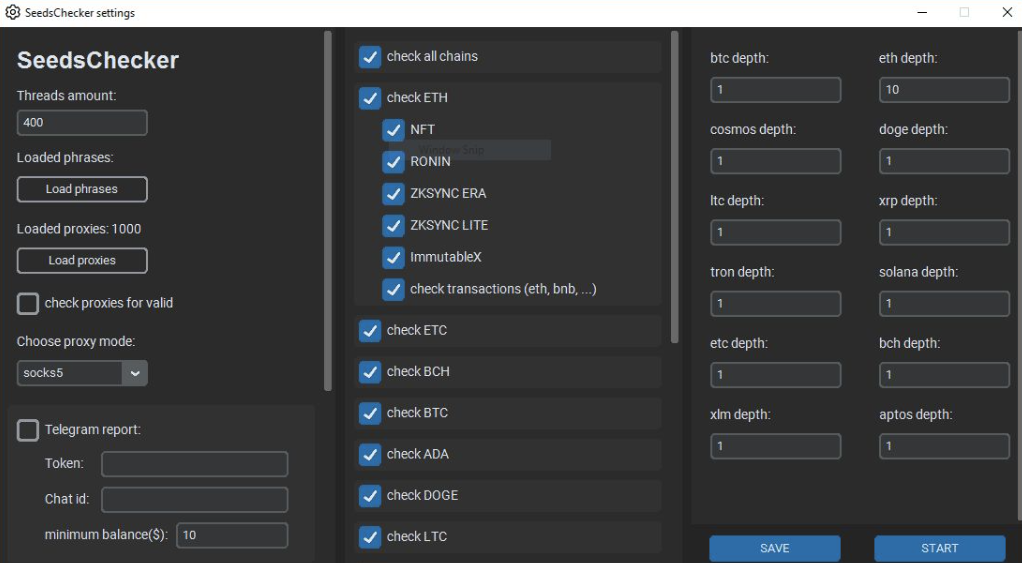 SeedsChecker settings
SeedsChecker
Threads amount:
400
Loaded phrases:
Load phrases
Loaded proxies: 1000
Load proxies
check proxies for valid
Choose proxy mode:
socks5
Telegram report:
Token:
Chat id:
minimum balance($): 10
check all chains
check ETH
NFT
Window Snip
RONIN
ZKSYNC ERA
ZKSYNC LITE
ImmutableX
check transactions (eth, bnb, ...)
check ETC
check BCH
check BTC
check ADA
check DOGE
check LTC
btc depth: eth depth:
1 10
cosmos depth: doge depth:
1 1
ltc depth: xrp depth:
1 1
tron depth: solana depth:
1 1
etc depth: bch depth:
1 1
xlm depth: aptos depth:
1 1
SAVE START